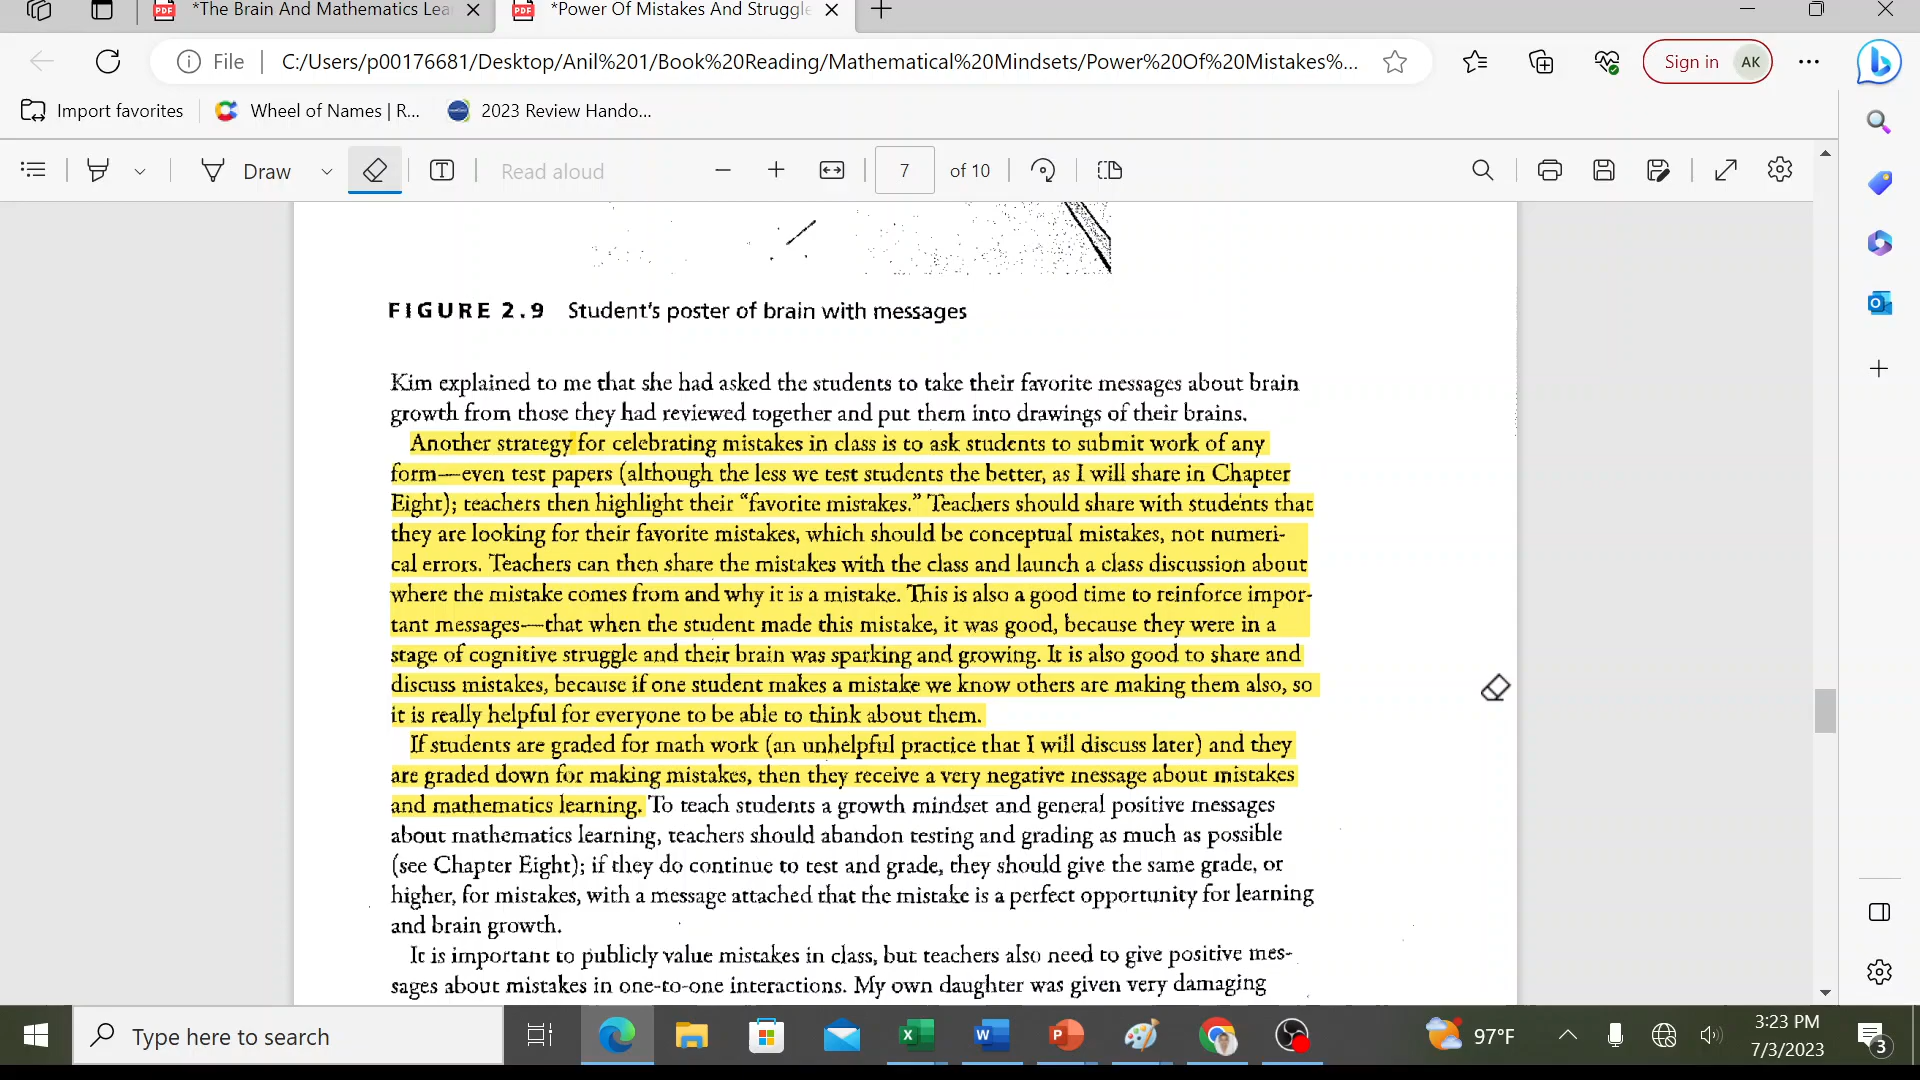 *The Brain And Mathematics Lea
*Power Of Mistakes And Struggle
File
C:/Users/p00176681/Desktop/Anil%201/Book%20Reading/Mathematical%20Mindsets/Power%20Of%20Mistakes%...
Sign in AK
Import favorites
Wheel of Names | R...
2023 Review Hando...
Draw
Read aloud
7 of 10
FIGURE 2.9 Student's poster of brain with messages
Kim explained to me that she had asked the students to take their favorite messages about brain
growth from those they had reviewed together and put them into drawings of their brains.
Another strategy for celebrating mistakes in class is to ask students to submit work of any
form—even test papers (although the less we test students the better, as I will share in Chapter
Eight); teachers then highlight their “favorite mistakes.” Teachers should share with students that
they are looking for their favorite mistakes, which should be conceptual mistakes, not numeri-
cal errors. Teachers can then share the mistakes with the class and launch a class discussion about
where the mistake comes from and why it is a mistake. This is also a good time to reinforce impor-
tant messages—that when the student made this mistake, it was good, because they were in a
stage of cognitive struggle and their brain was sparking and growing. It is also good to share and
discuss mistakes, because if one student makes a mistake we know others are making them also, so
it is really helpful for everyone to be able to think about them.
If students are graded for math work (an unhelpful practice that I will discuss later) and they
are graded down for making mistakes, then they receive a very negative message about mistakes
and mathematics learning. To teach students a growth mindset and general positive messages
about mathematics learning, teachers should abandon testing and grading as much as possible
(see Chapter Eight); if they do continue to test and grade, they should give the same grade, or
higher, for mistakes, with a message attached that the mistake is a perfect opportunity for learning
and brain growth.
It is important to publicly value mistakes in class, but teachers also need to give positive mes-
sages about mistakes in one-to-one interactions. My own daughter was given very damaging
Type here to search
97°F
3:23 PM
7/3/2023
3